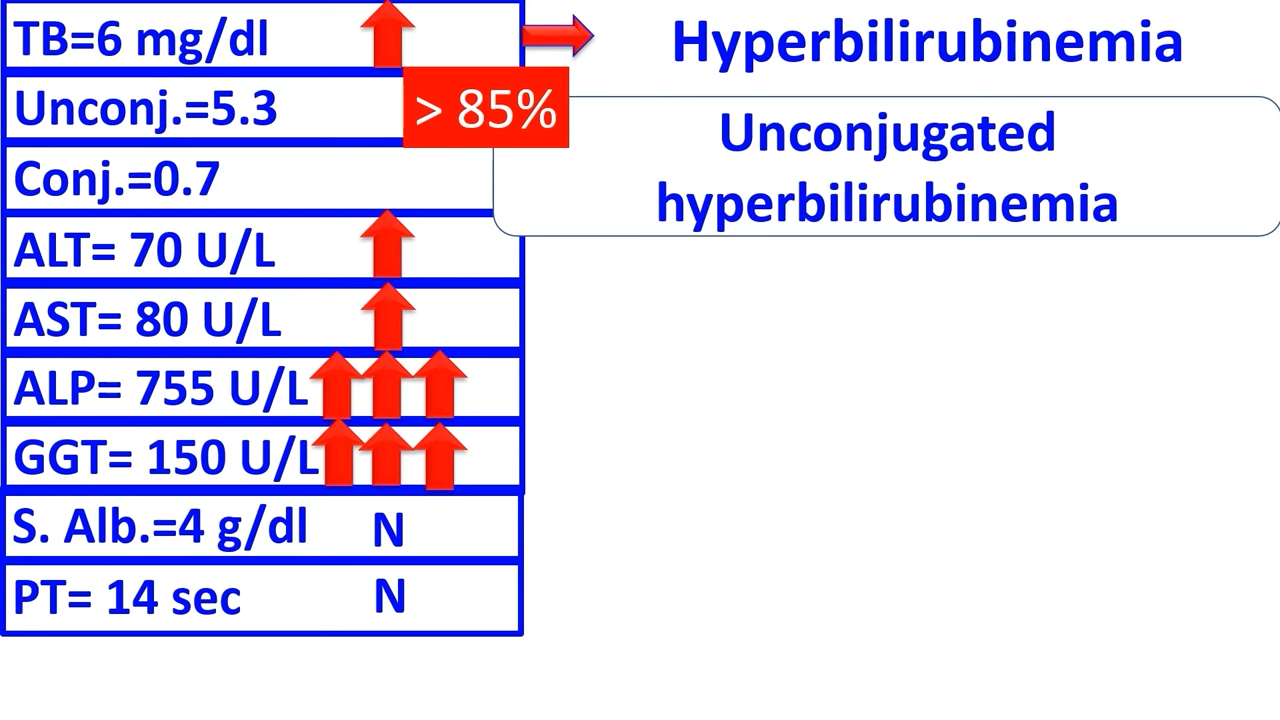 TB=6 mg/dl
Hyperbilirubinemia
Unconj.=5.3
> 85%
Unconjugated
hyperbilirubinemia
Conj.=0.7
ALT= 70 U/L
AST= 80 U/L
ALP= 755 U/L
GGT= 150 U/L
S. Alb.=4 g/dl N
PT= 14 sec N